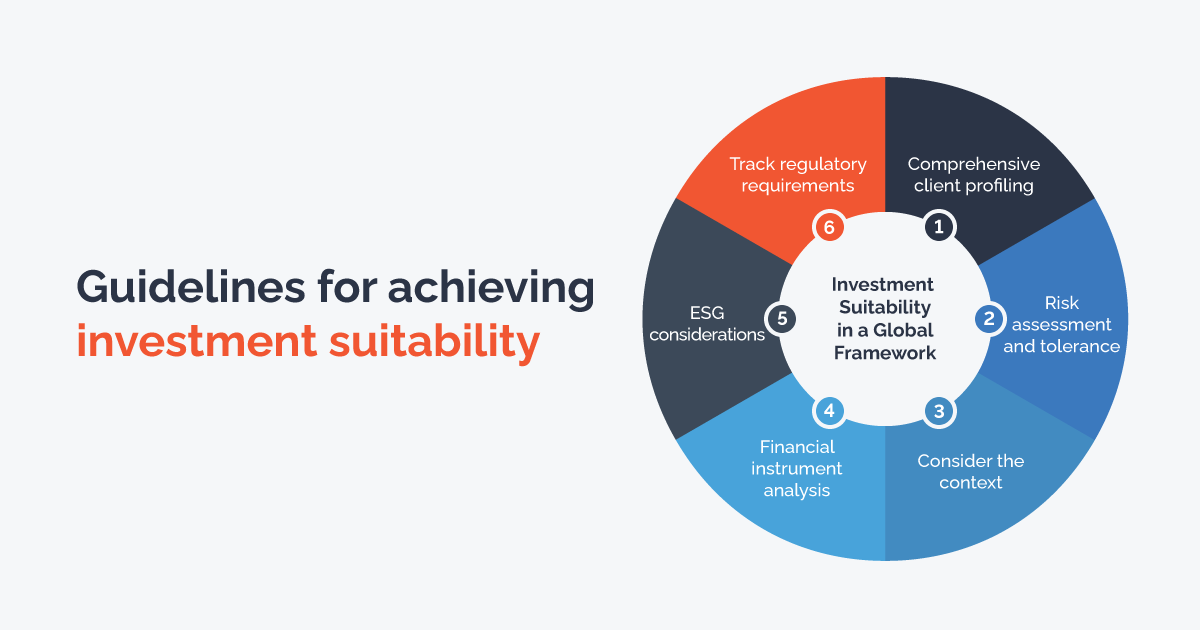 Guidelines for achieving
investment suitability
Investment
Suitability
in a Global
Framework
1
Comprehensive
client profiling
2
Risk
assessment
and tolerance
3
Consider the
context
4
Financial
instrument
analysis
5
ESG
considerations
6
Track regulatory
requirements